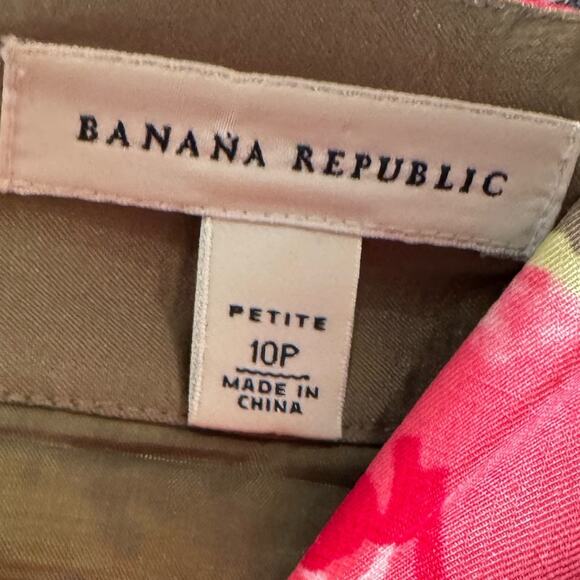 BANANA REPUBLIC
PETITE
10P
MADE IN
CHINA